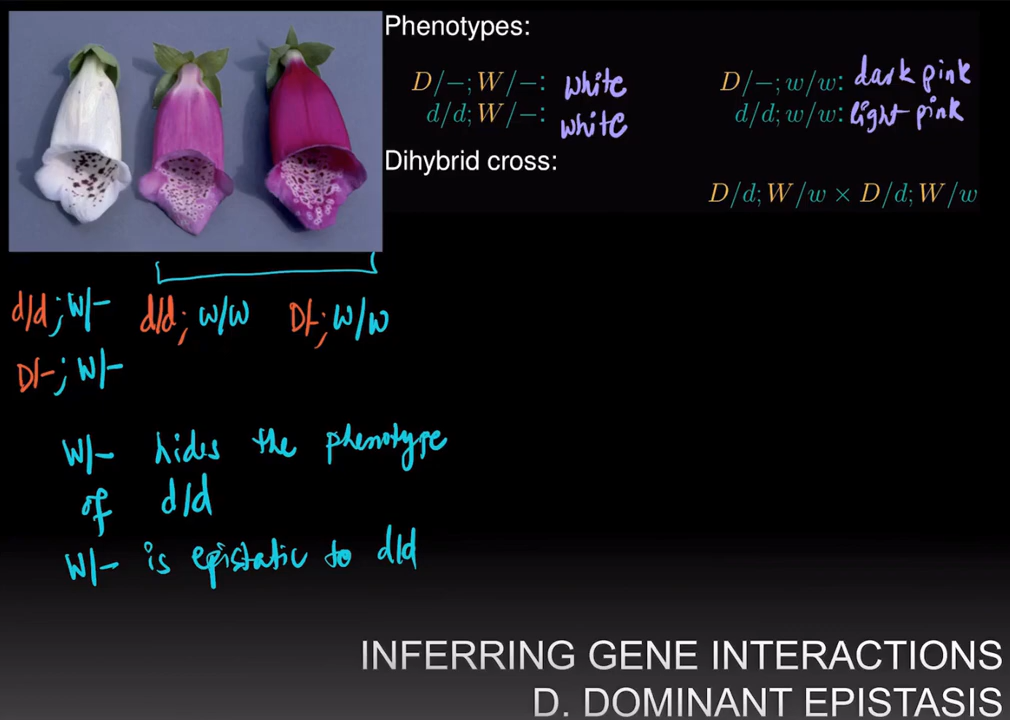 Phenotypes:
D/−; W/−: white
d/d; W/−: white
D/−; w/w: dark pink
d/d; w/w: light pink
Dihybrid cross:
D/d; W/w × D/d; W/w
d/d; W/− d/d; w/w D/−; w/w
D/−; W/−
W/− hides the phenotype
of d/d
W/− is epistatic to d/d
INFERRING GENE INTERACTIONS
D. DOMINANT EPISTASIS